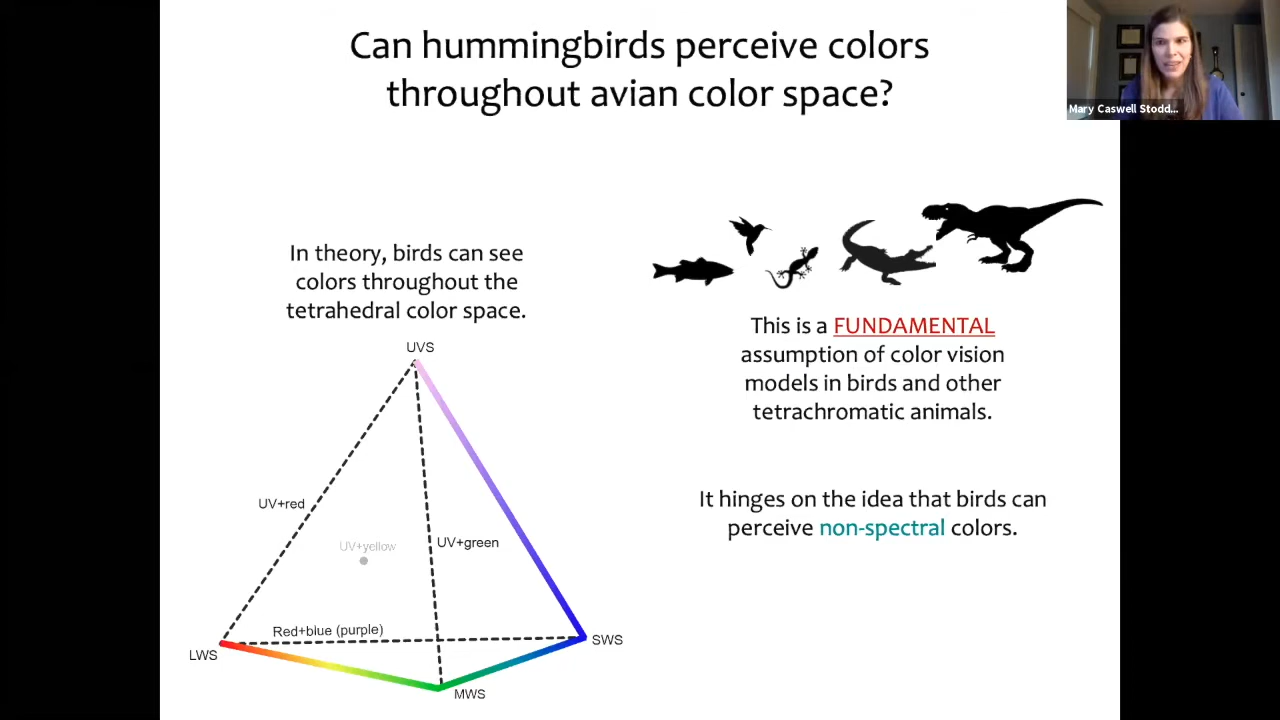 Can hummingbirds perceive colors
throughout avian color space?
Mary Caswell Stodd...
In theory, birds can see
colors throughout the
tetrahedral color space.
UVS
UV+red
UV+yellow
UV+green
Red+blue (purple)
LWS
SWS
MWS
This is a FUNDAMENTAL
assumption of color vision
models in birds and other
tetrachromatic animals.
It hinges on the idea that birds can
perceive non-spectral colors.